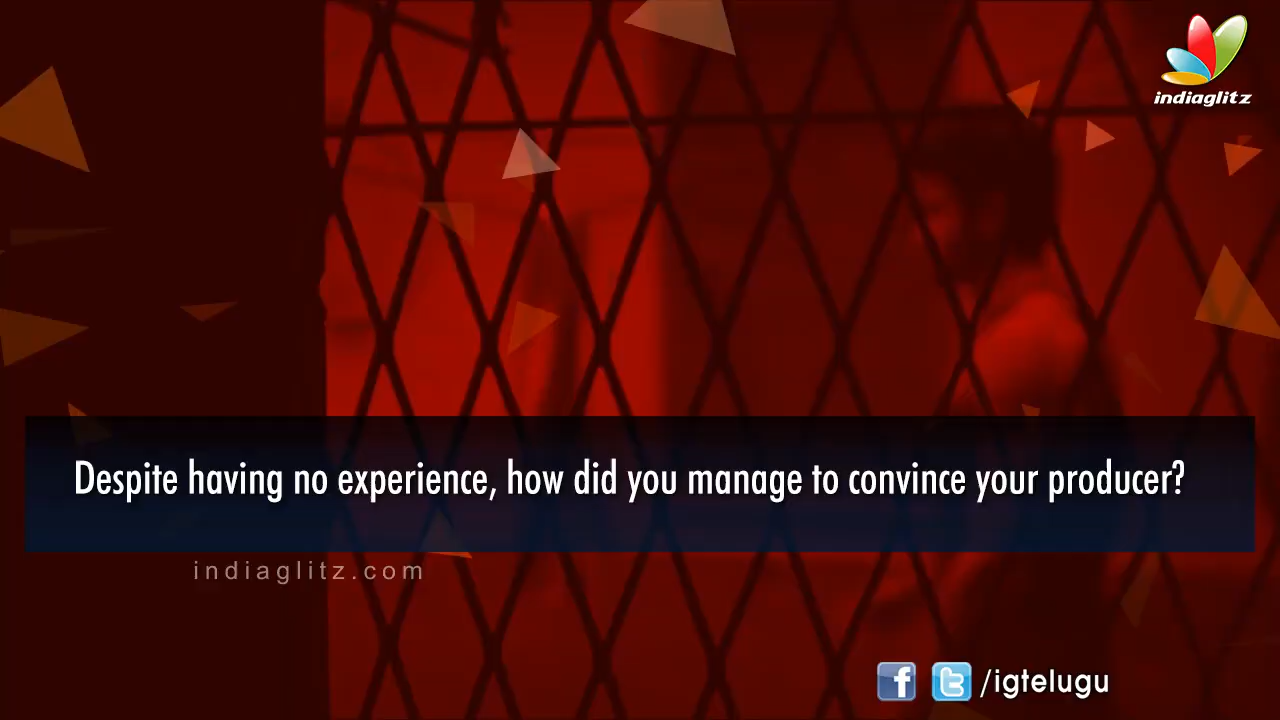 indiaglitz
Despite having no experience, how did you manage to convince your producer?
indiaglitz.com
/igtelugu